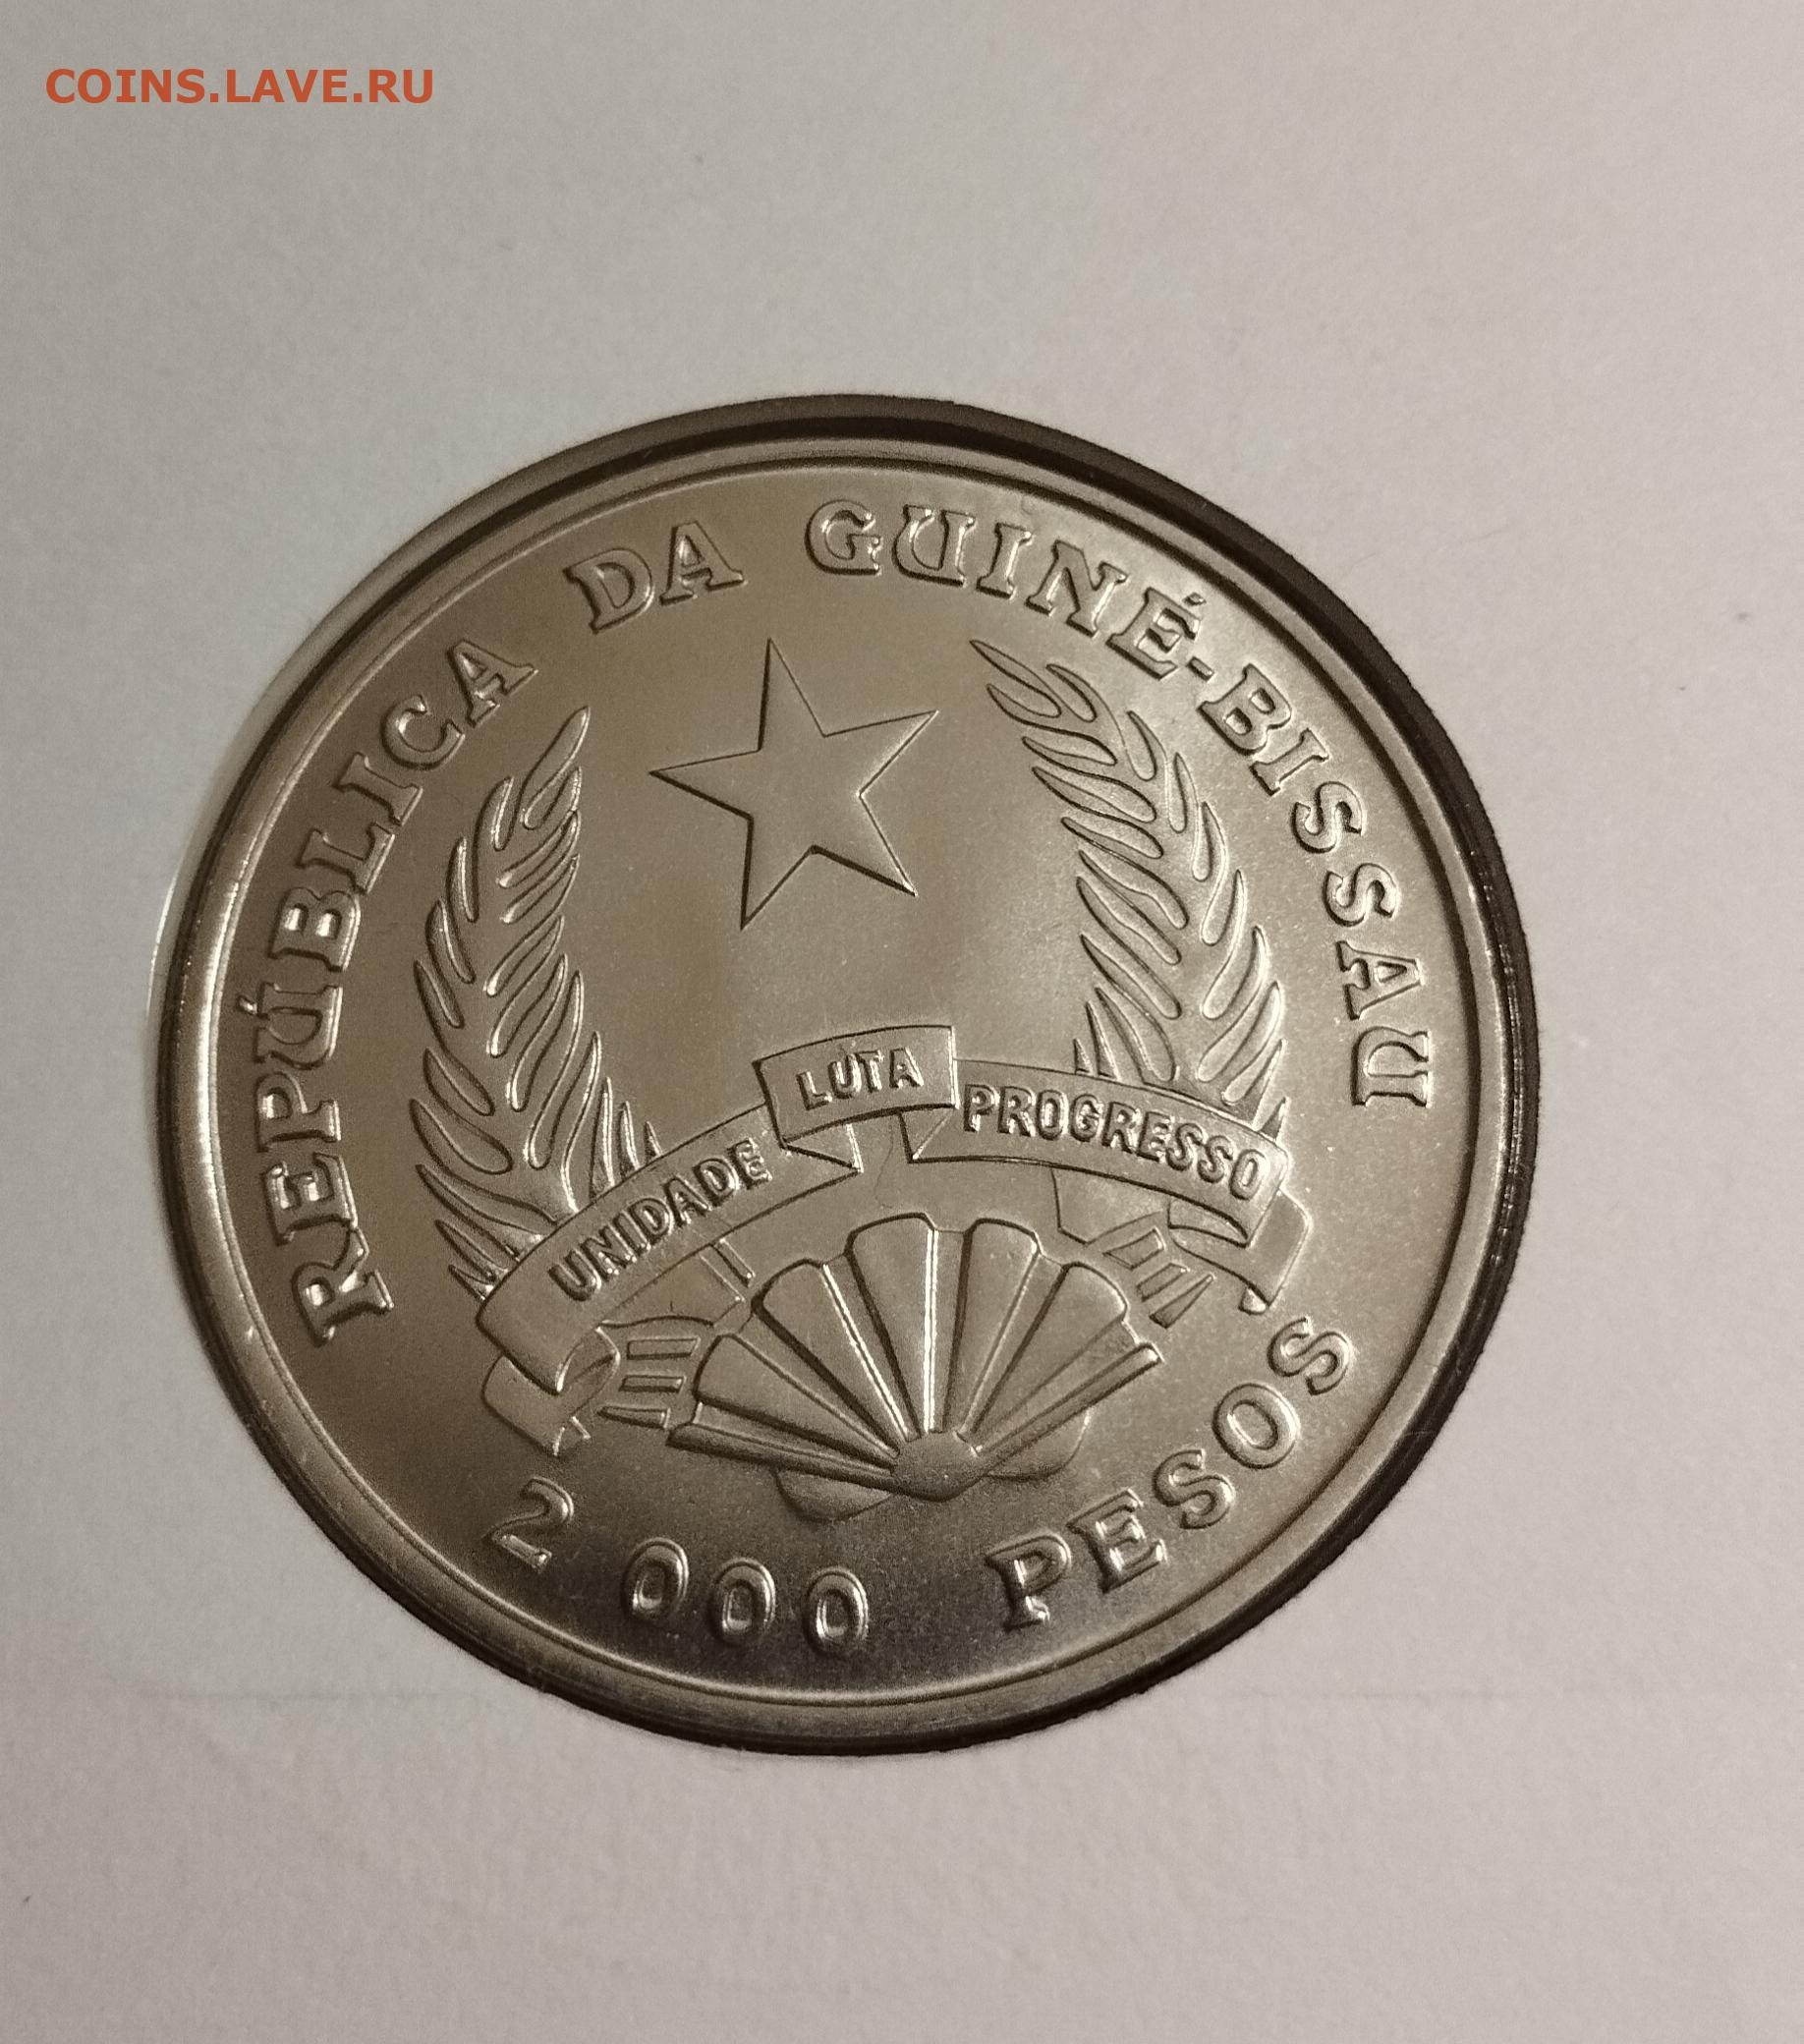 COINS.LAVE.RU
REPÚBLICA DA GUINÉ-BISSAU
UNIDADE LUTA PROGRESSO
2 000 PESOS